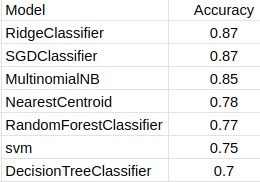 Model Accuracy
RidgeClassifier 0.87
SGDClassifier 0.87
MultinomialNB 0.85
NearestCentroid 0.78
RandomForestClassifier 0.77
svm 0.75
DecisionTreeClassifier 0.7